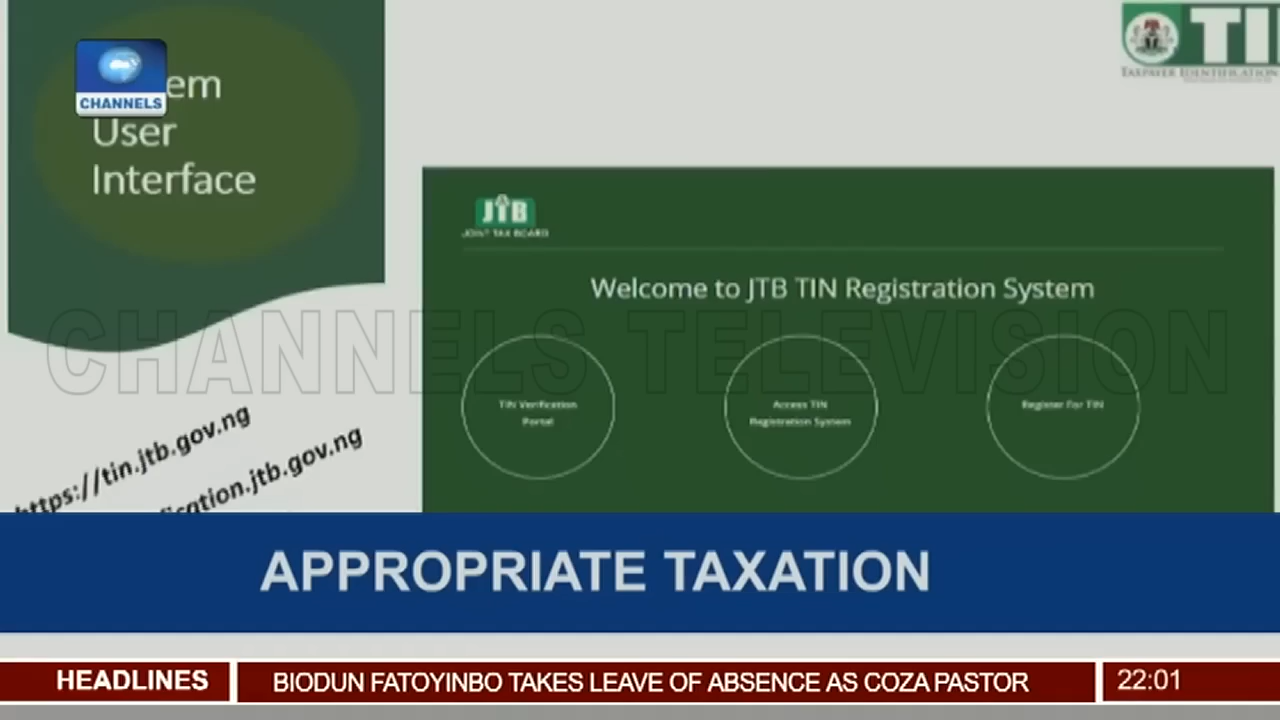 CHANNELS
em
User
Interface
TI
TAXPAYER IDENTIFICATION
JTB
JOINT TAX BOARD
Welcome to JTB TIN Registration System
CHANNELS TELEVISION
TIN Verification
Portal
Access TIN
Registration System
Register For TIN
https://tin.jtb.gov.ng
fication.jtb.gov.ng
APPROPRIATE TAXATION
HEADLINES
BIODUN FATOYINBO TAKES LEAVE OF ABSENCE AS COZA PASTOR
22:01